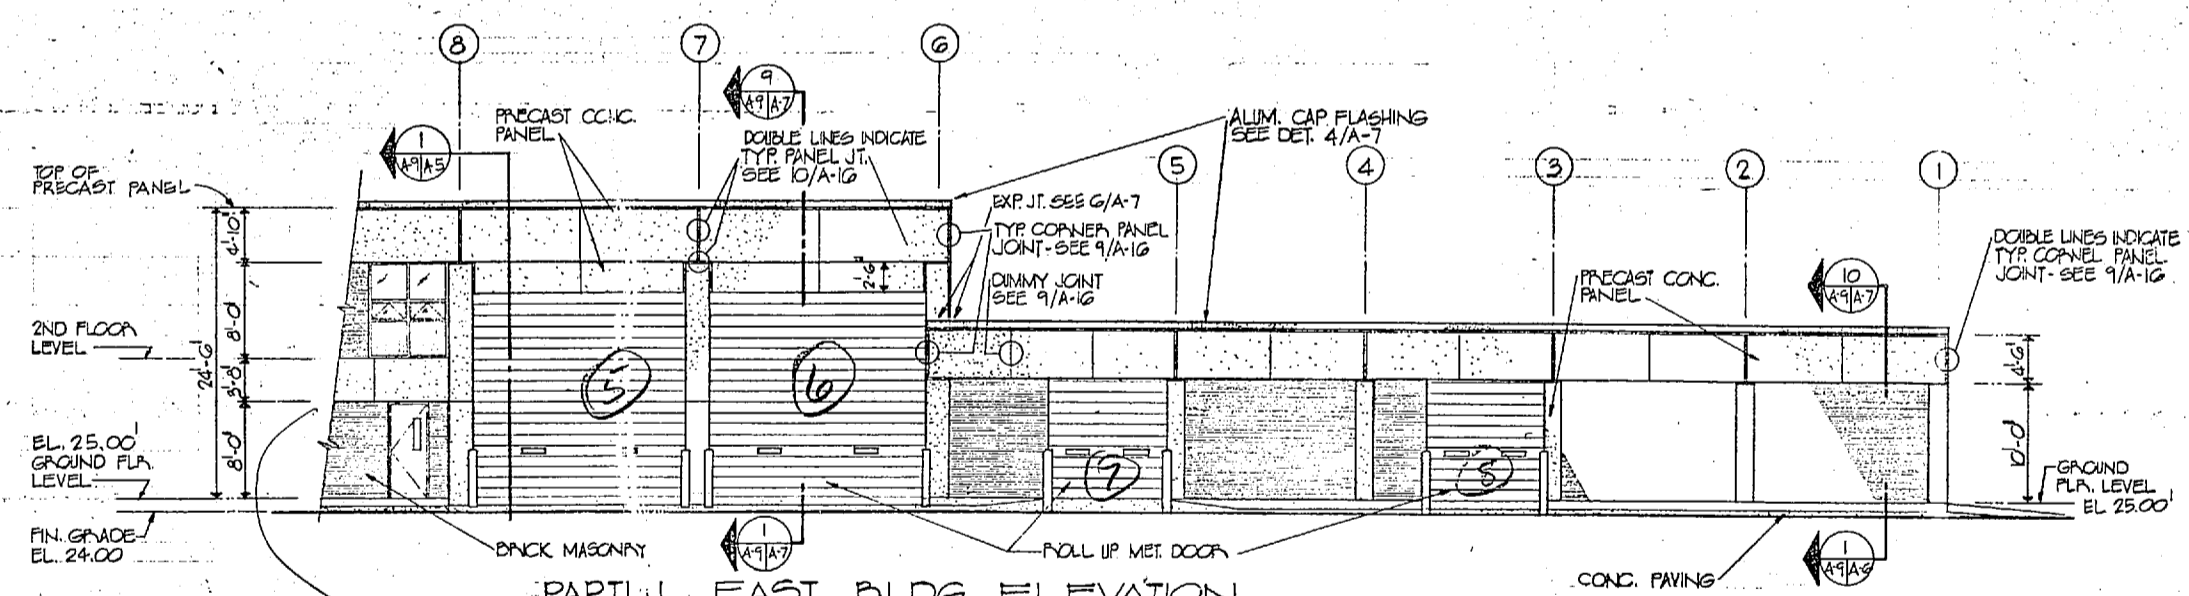 8
7
6
9
A-9 A-7
PRECAST CONC.
PANEL
1
A-9 A-5
DOUBLE LINES INDICATE
TYP. PANEL JT.
SEE 10/A-16
ALUM. CAP FLASHING
SEE DET. 4/A-7
5
4
3
2
1
TOP OF
PRECAST PANEL
EXP. JT. SEE 6/A-7
TYP. CORNER PANEL
JOINT - SEE 9/A-16
DUMMY JOINT
SEE 9/A-16
DOUBLE LINES INDICATE
TYP. CORNEL PANEL
JOINT - SEE 9/A-16
PRECAST CONC.
PANEL
10
A-9 A-7
4'-10"
8'-0"
3'-8"
8'-0"
24'-6"
2'-6"
2ND FLOOR
LEVEL
5
6
7
8
4'-6"
10'-0"
EL. 25.00'
GROUND FLR.
LEVEL
GROUND
FLR. LEVEL
EL 25.00'
FIN. GRADE
EL. 24.00
BRICK MASONRY
1
A-9 A-7
ROLL UP MET. DOOR
1
A-9 A-6
CONC. PAVING
EAST BLDG ELEVATION